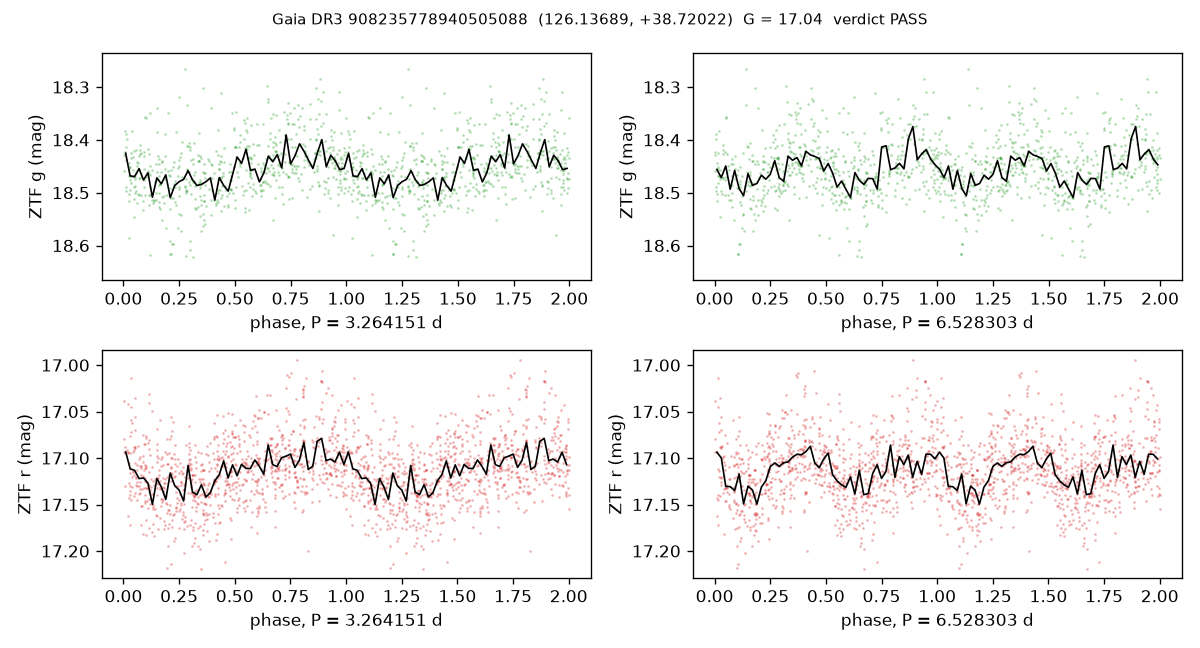 Gaia DR3 908235778940505088  (126.13689, +38.72022)  G = 17.04  verdict PASS
ZTF g (mag)
18.3
18.4
18.5
18.6
0.00 0.25 0.50 0.75 1.00 1.25 1.50 1.75 2.00
phase, P = 3.264151 d
ZTF g (mag)
18.3
18.4
18.5
18.6
0.00 0.25 0.50 0.75 1.00 1.25 1.50 1.75 2.00
phase, P = 6.528303 d
ZTF r (mag)
17.00
17.05
17.10
17.15
17.20
0.00 0.25 0.50 0.75 1.00 1.25 1.50 1.75 2.00
phase, P = 3.264151 d
ZTF r (mag)
17.00
17.05
17.10
17.15
17.20
0.00 0.25 0.50 0.75 1.00 1.25 1.50 1.75 2.00
phase, P = 6.528303 d